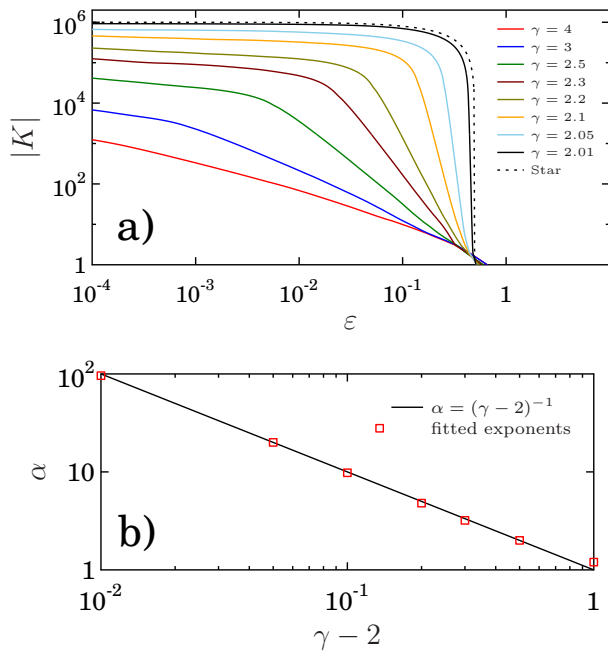 10^6
10^4
10^2
1
|K|
a)
γ = 4
γ = 3
γ = 2.5
γ = 2.3
γ = 2.2
γ = 2.1
γ = 2.05
γ = 2.01
Star
10^-4 10^-3 10^-2 10^-1 1
ε
10^2
10
1
α
b)
α = (γ − 2)^−1
fitted exponents
10^-2 10^-1 1
γ − 2